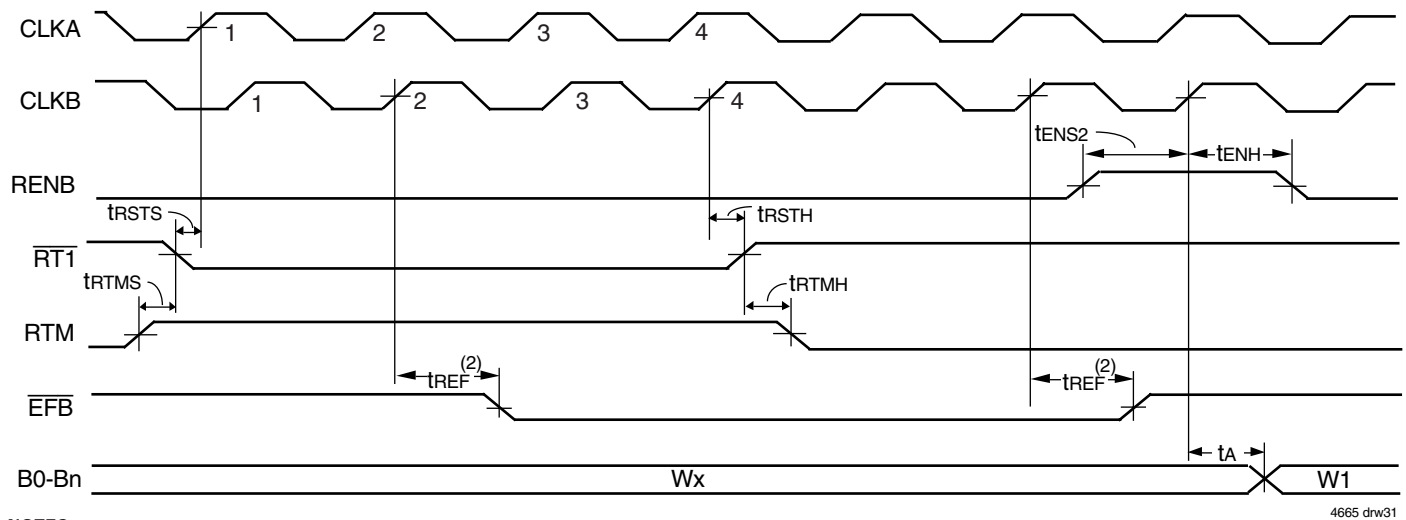 CLKA 1 2 3 4
CLKB 1 2 3 4
tENS2 tENH
RENB
tRSTS tRSTH
RT1
tRTMS tRTMH
RTM
tREF(2) tREF(2)
EFB
tA
B0-Bn Wx W1
4665 drw31